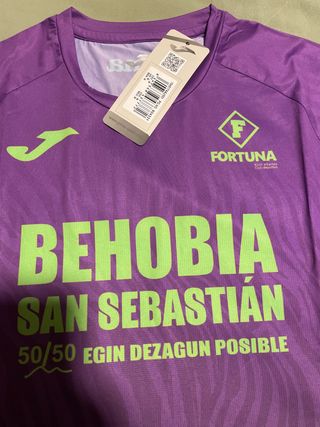 FORTUNA
BEHOBIA
SAN SEBASTIÁN
50/50 EGIN DEZAGUN POSIBLE